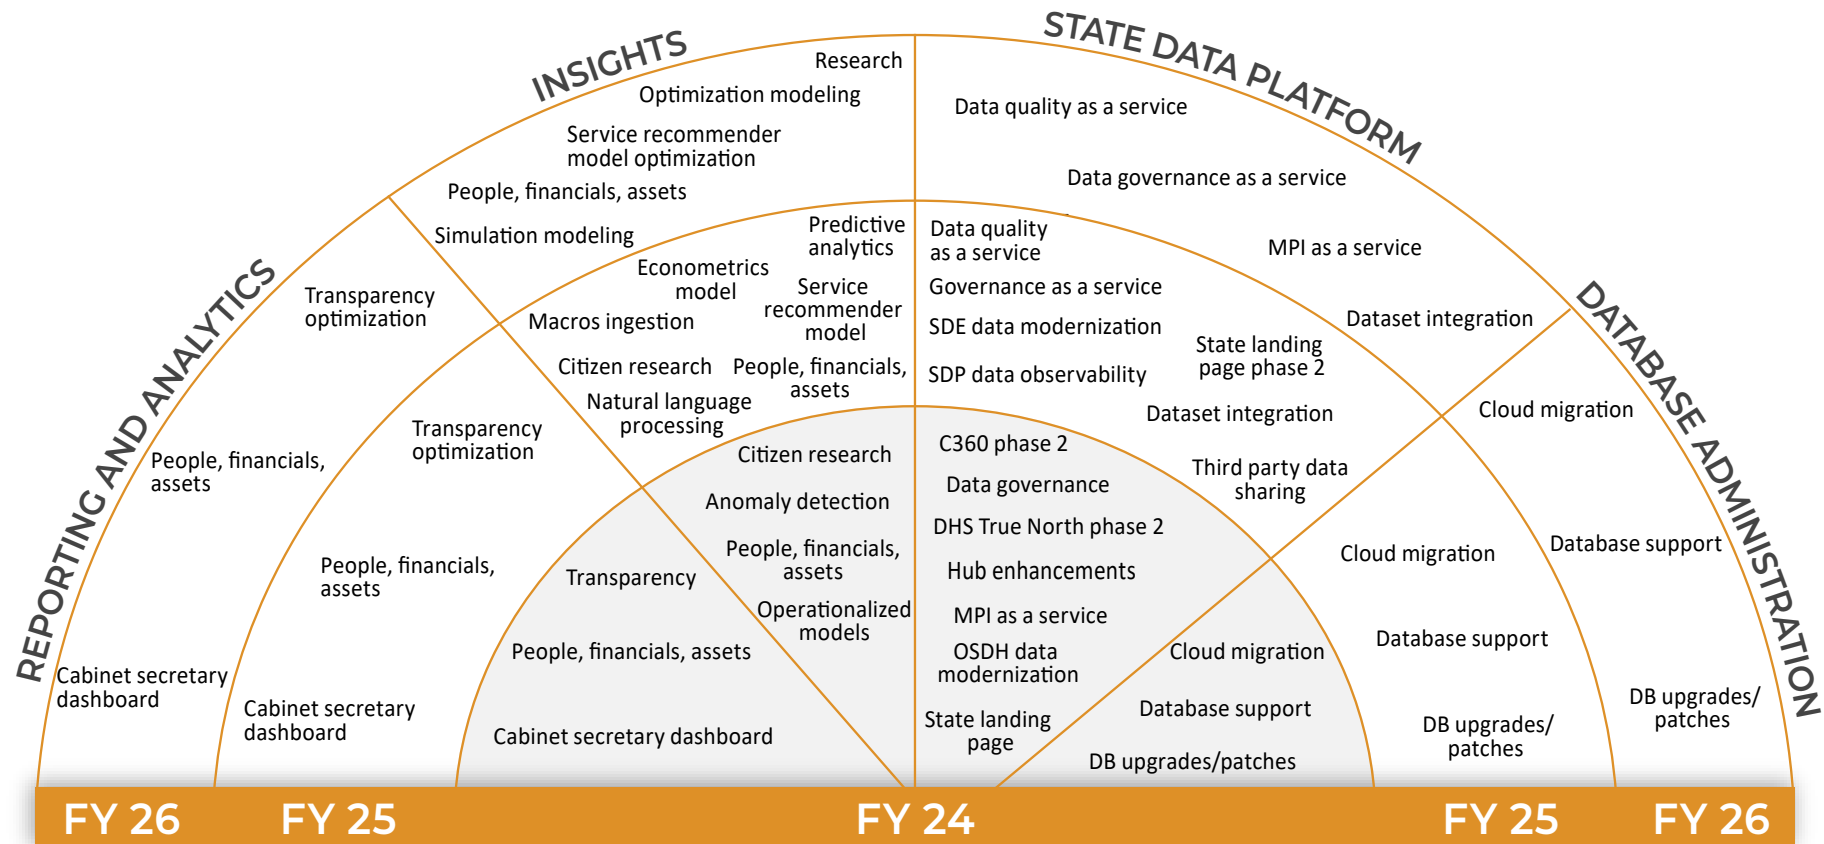 INSIGHTS
STATE DATA PLATFORM
REPORTING AND ANALYTICS
DATABASE ADMINISTRATION
Transparency
optimization
People, financials,
assets
Cabinet secretary
dashboard
Transparency
optimization
People, financials,
assets
Cabinet secretary
dashboard
Transparency
People, financials, assets
Cabinet secretary dashboard
Research
Optimization modeling
Service recommender
model optimization
People, financials, assets
Simulation modeling
Predictive
analytics
Econometrics
model
Service
recommender
model
Macros ingestion
Citizen research
People, financials,
assets
Natural language
processing
Citizen research
Anomaly detection
People, financials,
assets
Operationalized
models
Data quality as a service
Data governance as a service
MPI as a service
Dataset integration
Data quality
as a service
Governance as a service
SDE data modernization
State landing
page phase 2
SDP data observability
Dataset integration
Third party data
sharing
C360 phase 2
Data governance
DHS True North phase 2
Hub enhancements
MPI as a service
OSDH data
modernization
State landing
page
Cloud migration
Database support
DB upgrades/
patches
Cloud migration
Database support
DB upgrades/
patches
Cloud migration
Database support
DB upgrades/patches
FY 26
FY 25
FY 24
FY 25
FY 26